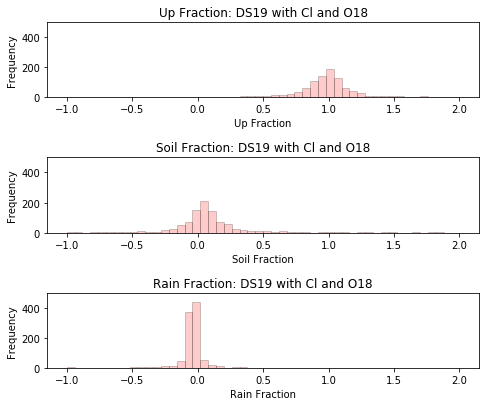 Up Fraction: DS19 with Cl and O18
400
200
0
Frequency
−1.0 −0.5 0.0 0.5 1.0 1.5 2.0
Up Fraction
Soil Fraction: DS19 with Cl and O18
400
200
0
Frequency
−1.0 −0.5 0.0 0.5 1.0 1.5 2.0
Soil Fraction
Rain Fraction: DS19 with Cl and O18
400
200
0
Frequency
−1.0 −0.5 0.0 0.5 1.0 1.5 2.0
Rain Fraction